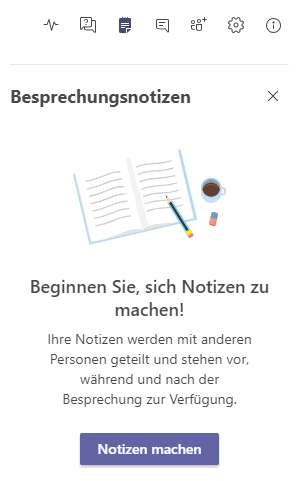 Besprechungsnotizen
Beginnen Sie, sich Notizen zu
machen!
Ihre Notizen werden mit anderen
Personen geteilt und stehen vor,
während und nach der
Besprechung zur Verfügung.
Notizen machen